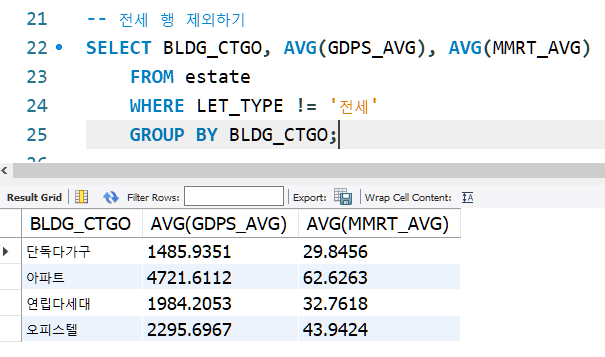 21 -- 전세 행 제외하기
22 SELECT BLDG_CTGO, AVG(GDPS_AVG), AVG(MMRT_AVG)
23 FROM estate
24 WHERE LET_TYPE != '전세'
25 GROUP BY BLDG_CTGO;
26
Result Grid Filter Rows: Export: Wrap Cell Content: IA
BLDG_CTGO AVG(GDPS_AVG) AVG(MMRT_AVG)
단독다가구 1485.9351 29.8456
아파트 4721.6112 62.6263
연립다세대 1984.2053 32.7618
오피스텔 2295.6967 43.9424